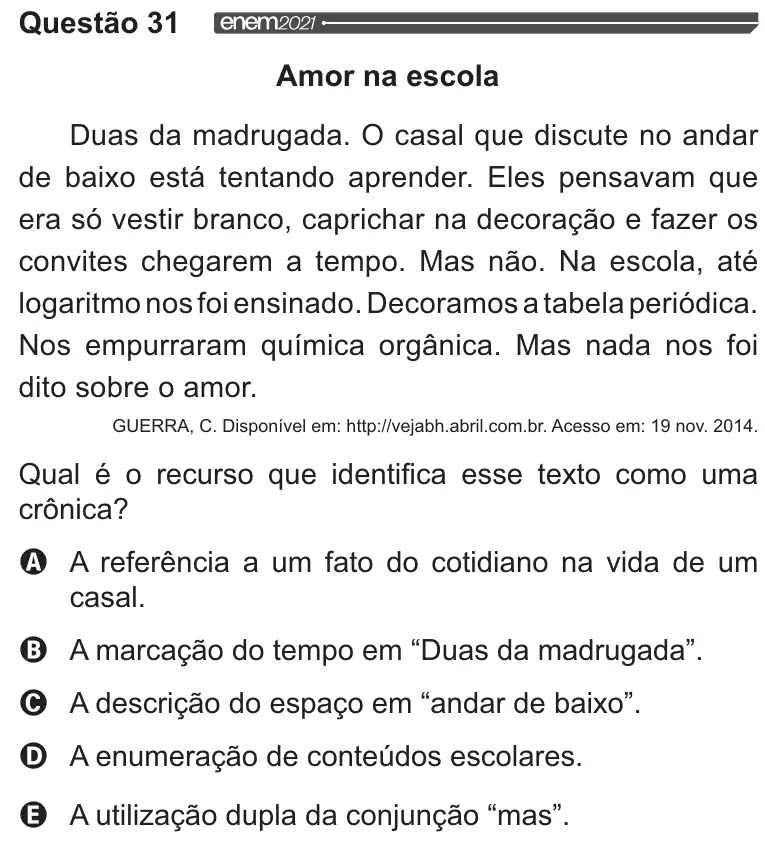 Questão 31 enem2021
Amor na escola
Duas da madrugada. O casal que discute no andar
de baixo está tentando aprender. Eles pensavam que
era só vestir branco, caprichar na decoração e fazer os
convites chegarem a tempo. Mas não. Na escola, até
logaritmo nos foi ensinado. Decoramos a tabela periódica.
Nos empurraram química orgânica. Mas nada nos foi
dito sobre o amor.
GUERRA, C. Disponível em: http://vejabh.abril.com.br. Acesso em: 19 nov. 2014.
Qual é o recurso que identifica esse texto como uma
crônica?
A A referência a um fato do cotidiano na vida de um
casal.
B A marcação do tempo em “Duas da madrugada”.
C A descrição do espaço em “andar de baixo”.
D A enumeração de conteúdos escolares.
E A utilização dupla da conjunção “mas”.